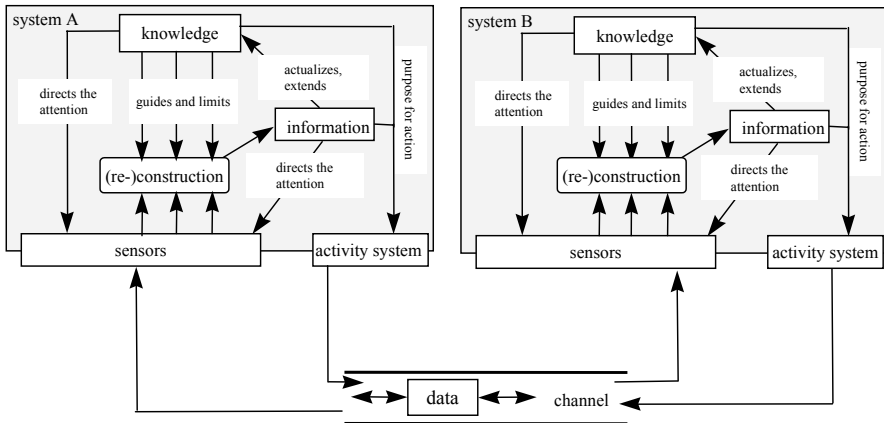 system A
knowledge
actualizes,
extends
directs the
attention
guides and limits
purpose for action
information
(re-)construction
directs the
attention
sensors
activity system
system B
knowledge
actualizes,
extends
directs the
attention
guides and limits
purpose for action
information
(re-)construction
directs the
attention
sensors
activity system
data
channel